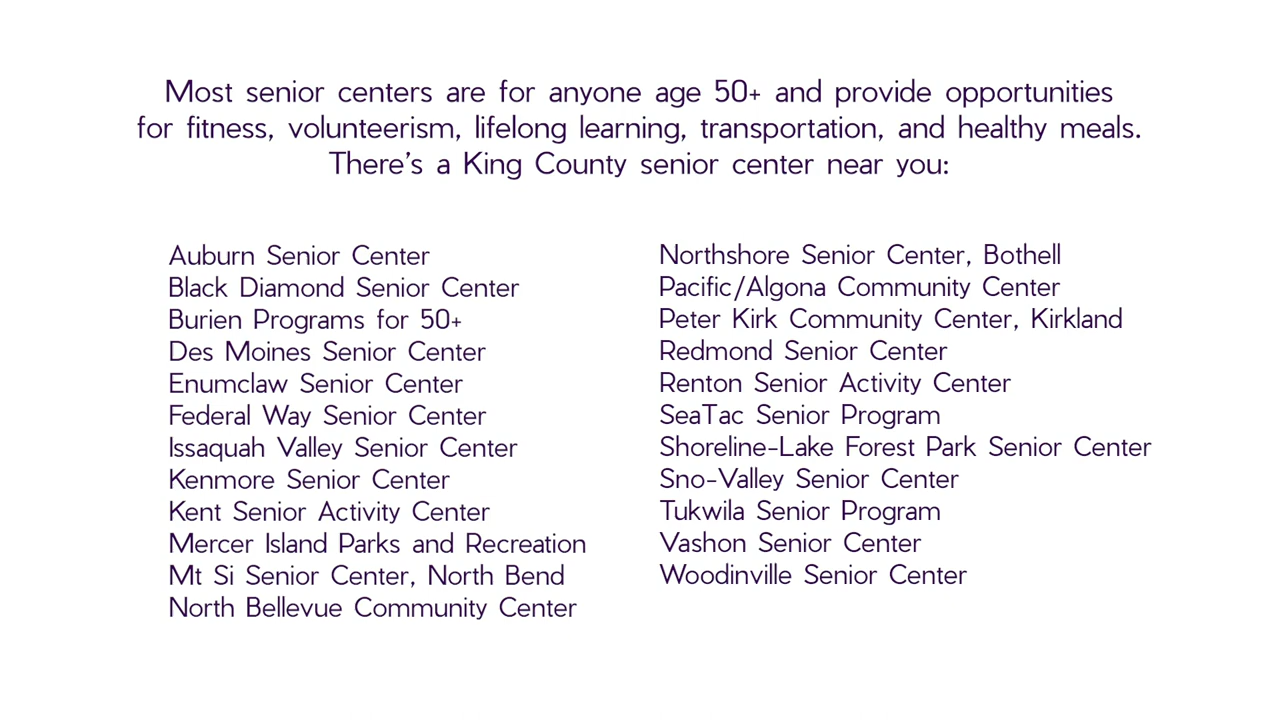 Most senior centers are for anyone age 50+ and provide opportunities
for fitness, volunteerism, lifelong learning, transportation, and healthy meals.
There's a King County senior center near you:
Auburn Senior Center
Black Diamond Senior Center
Burien Programs for 50+
Des Moines Senior Center
Enumclaw Senior Center
Federal Way Senior Center
Issaquah Valley Senior Center
Kenmore Senior Center
Kent Senior Activity Center
Mercer Island Parks and Recreation
Mt Si Senior Center, North Bend
North Bellevue Community Center
Northshore Senior Center, Bothell
Pacific/Algona Community Center
Peter Kirk Community Center, Kirkland
Redmond Senior Center
Renton Senior Activity Center
SeaTac Senior Program
Shoreline-Lake Forest Park Senior Center
Sno-Valley Senior Center
Tukwila Senior Program
Vashon Senior Center
Woodinville Senior Center